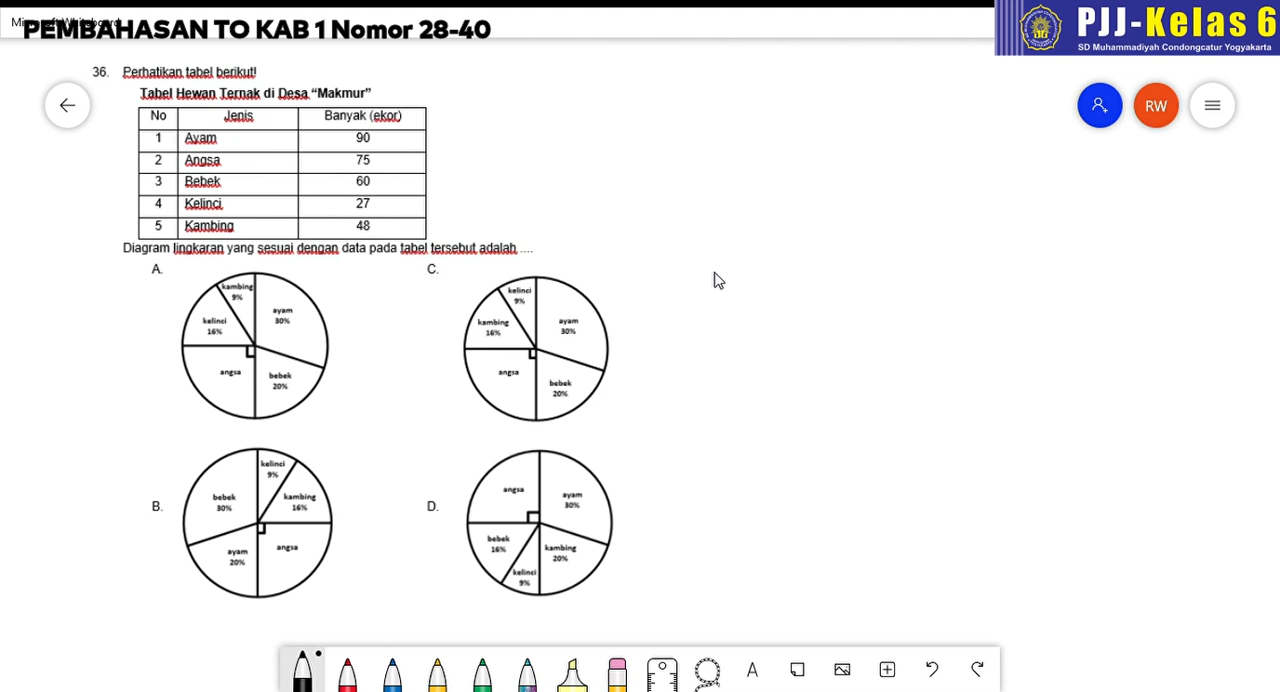 PEMBAHASAN TO KAB 1 Nomor 28-40
PJJ-Kelas 6
SD Muhammadiyah Condongcatur Yogyakarta
RW
36. Perhatikan tabel berikut!
Tabel Hewan Ternak di Desa “Makmur”
No Jenis Banyak (ekor)
1 Ayam 90
2 Angsa 75
3 Bebek 60
4 Kelinci 27
5 Kambing 48
Diagram lingkaran yang sesuai dengan data pada tabel tersebut adalah ....
A.
kambing
9%
ayam
30%
kelinci
16%
angsa
bebek
20%
C.
kelinci
9%
kambing
16%
ayam
30%
angsa
bebek
20%
B.
kelinci
9%
bebek
30%
kambing
16%
ayam
20%
angsa
D.
angsa
ayam
30%
bebek
16%
kambing
20%
kelinci
9%
A